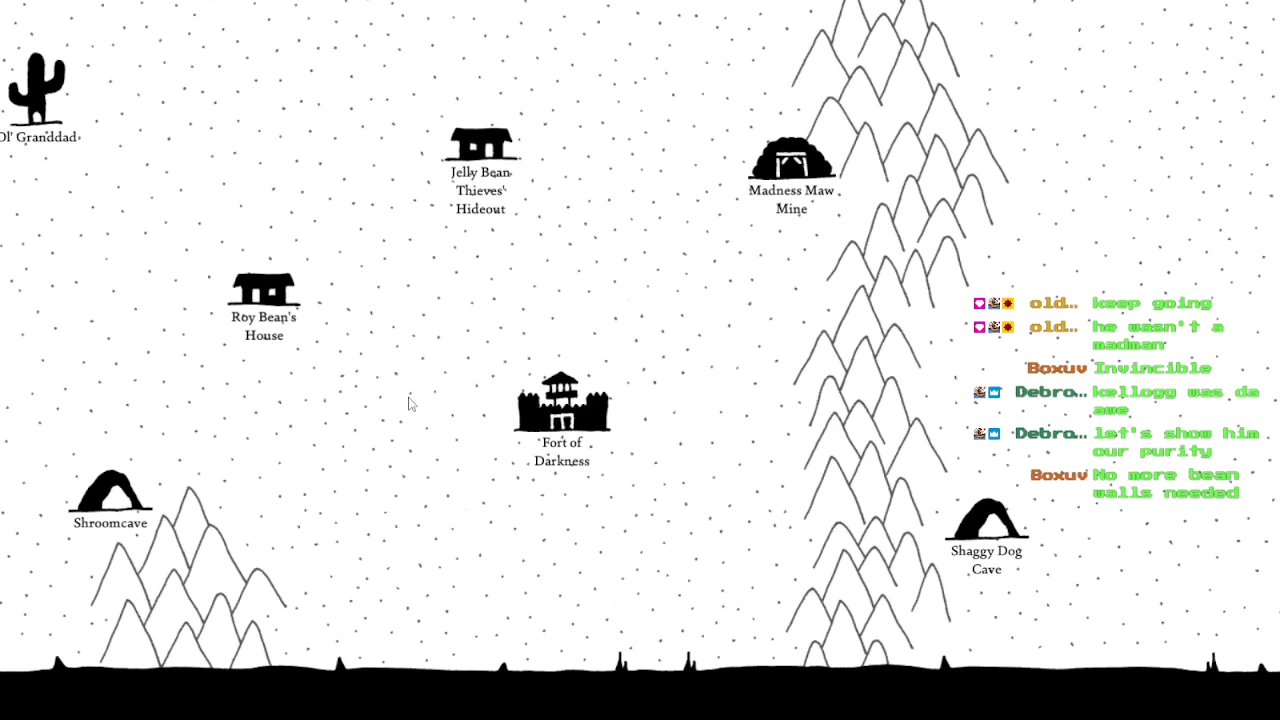 Ol' Granddad
Jelly Bean
Thieves'
Hideout
Madness Maw
Mine
Roy Bean's
House
Fort of
Darkness
Shroomcave
Shaggy Dog
Cave
old... keep going
old... he wasn't a
madman
Boxuv Invincible
Debro... kellogg was da
awe
Debro... let's show him
our purity
Boxuv No more bean
walls needed